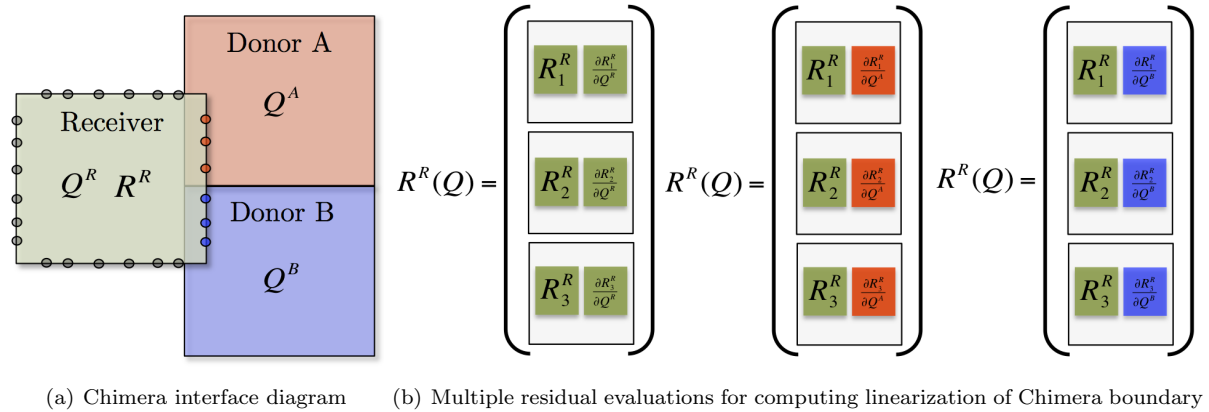 Donor A
Q^A
Receiver
Q^R R^R
Donor B
Q^B
R^R(Q) =
R_1^R ∂R_1^R/∂Q^R
R_2^R ∂R_2^R/∂Q^R
R_3^R ∂R_3^R/∂Q^R
R^R(Q) =
R_1^R ∂R_1^R/∂Q^A
R_2^R ∂R_2^R/∂Q^A
R_3^R ∂R_3^R/∂Q^A
R^R(Q) =
R_1^R ∂R_1^R/∂Q^B
R_2^R ∂R_2^R/∂Q^B
R_3^R ∂R_3^R/∂Q^B
(a) Chimera interface diagram
(b) Multiple residual evaluations for computing linearization of Chimera boundary